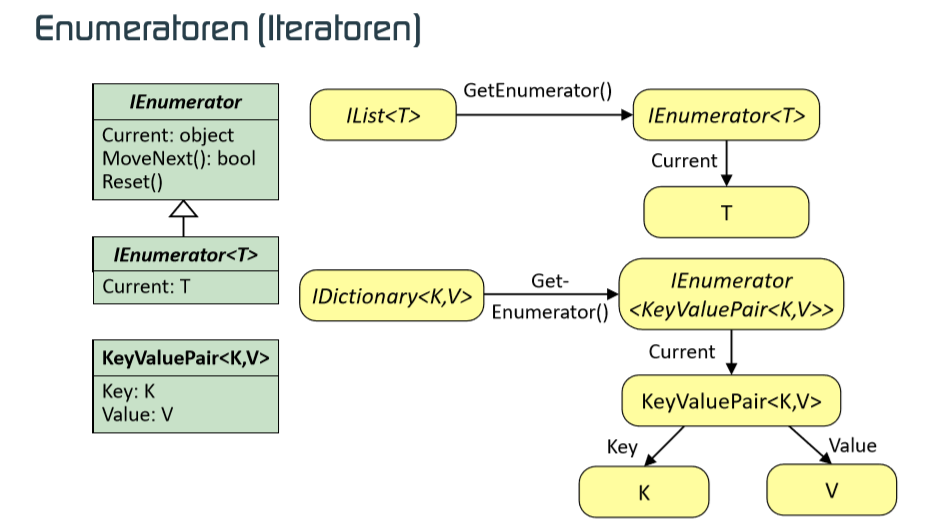 Enumeratoren (Iteratoren)
IEnumerator
Current: object
MoveNext(): bool
Reset()
IEnumerator<T>
Current: T
KeyValuePair<K,V>
Key: K
Value: V
IList<T>
GetEnumerator()
IEnumerator<T>
Current
T
IDictionary<K,V>
Get-
Enumerator()
IEnumerator
<KeyValuePair<K,V>>
Current
KeyValuePair<K,V>
Key
Value
K
V